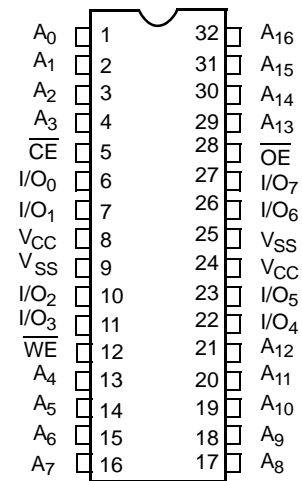 A0 1 32 A16
A1 2 31 A15
A2 3 30 A14
A3 4 29 A13
C̅E̅ 5 28 O̅E̅
I/O0 6 27 I/O7
I/O1 7 26 I/O6
VCC 8 25 VSS
VSS 9 24 VCC
I/O2 10 23 I/O5
I/O3 11 22 I/O4
W̅E̅ 12 21 A12
A4 13 20 A11
A5 14 19 A10
A6 15 18 A9
A7 16 17 A8